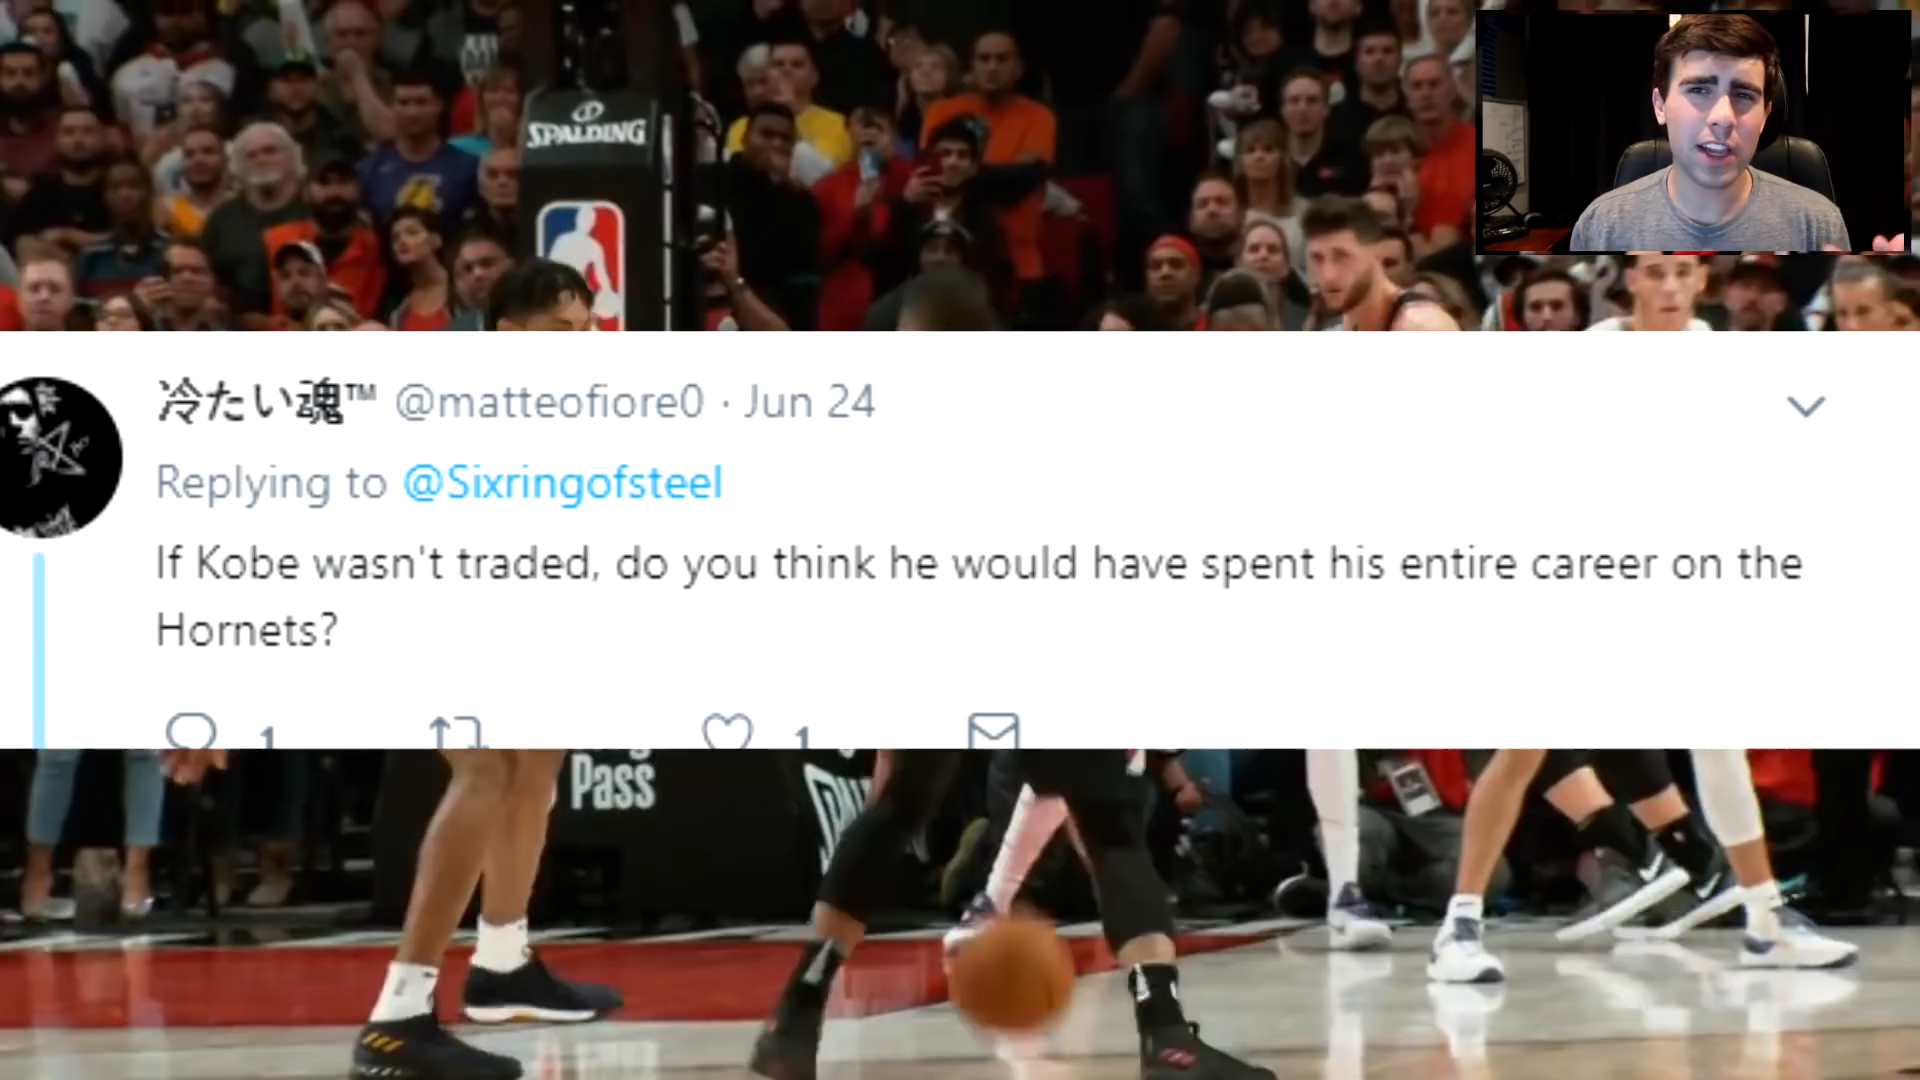 SPALDING
冷たい魂™ @matteofiore0 · Jun 24
Replying to @Sixringofsteel
If Kobe wasn't traded, do you think he would have spent his entire career on the
Hornets?
1 1
Pass